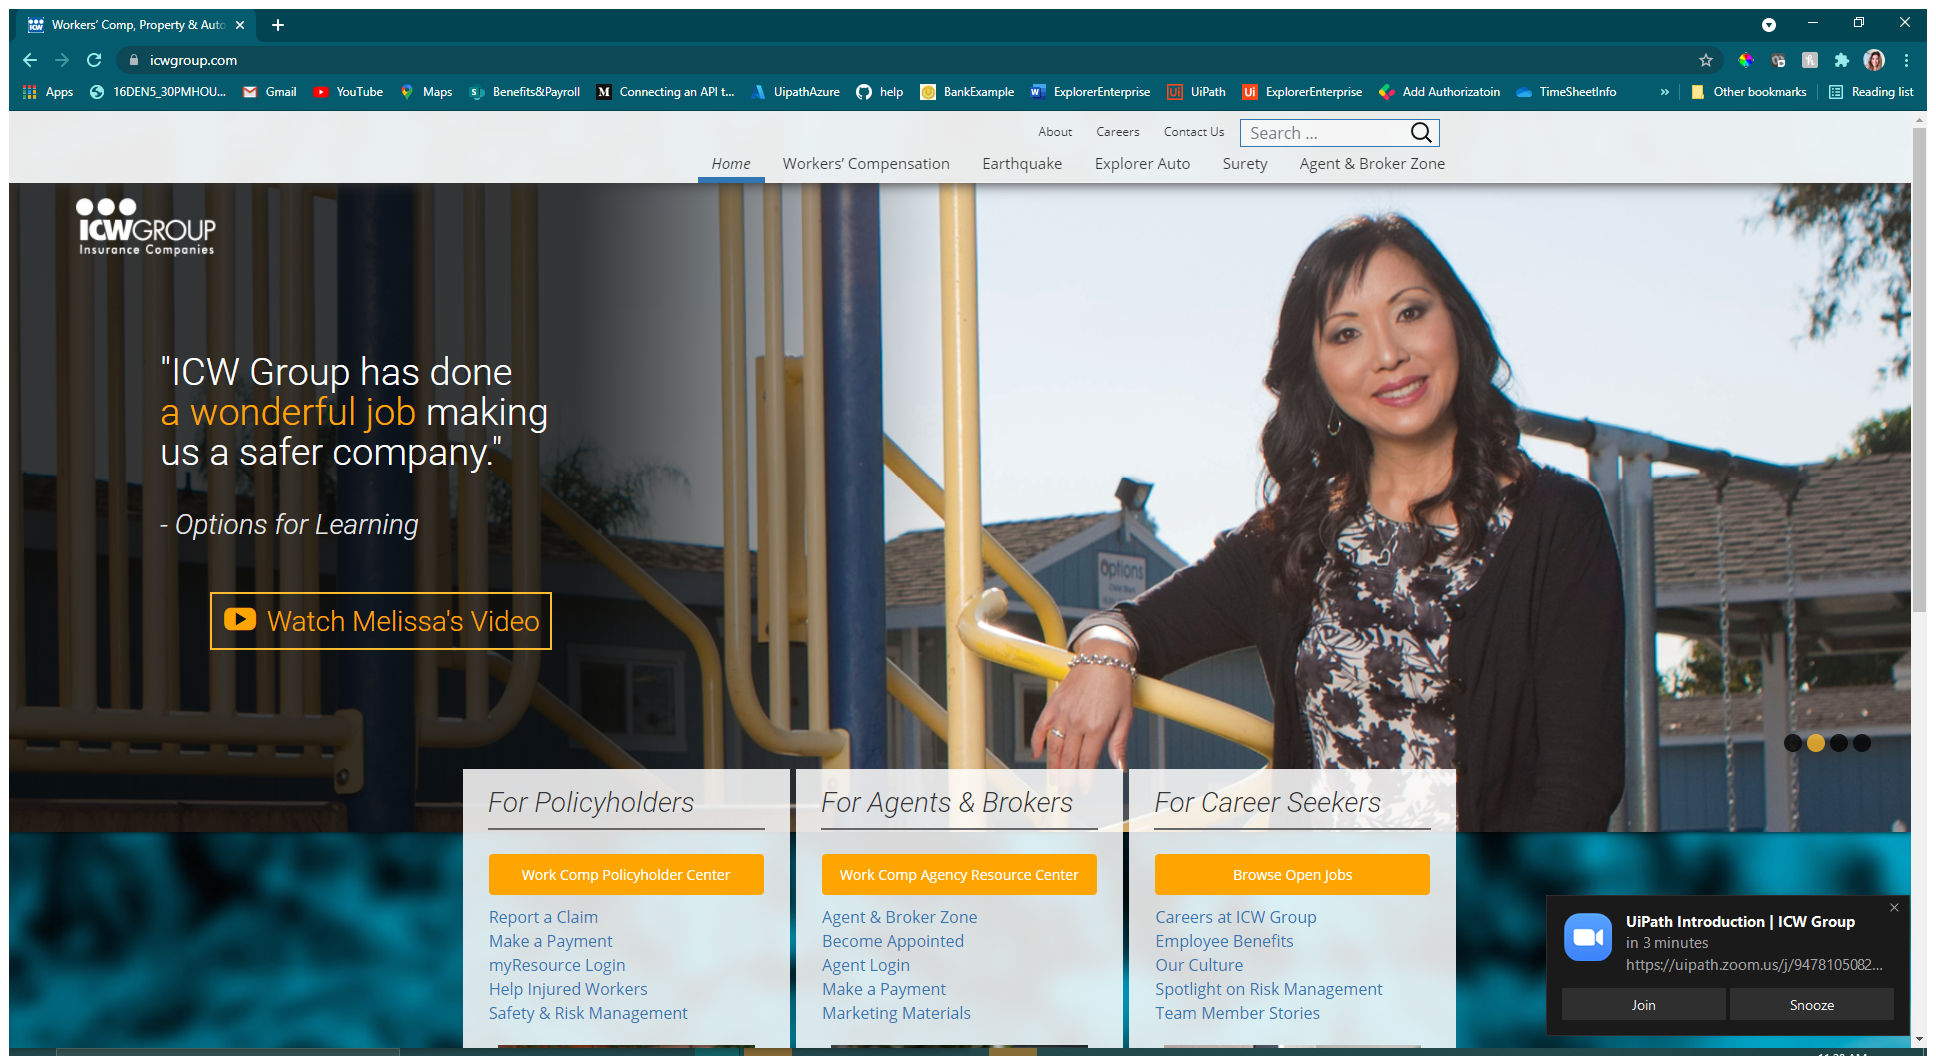 Workers' Comp, Property & Auto
icwgroup.com
Apps
16DEN5_30PMHOU...
Gmail
YouTube
Maps
Benefits&Payroll
Connecting an API t...
UipathAzure
help
BankExample
ExplorerEnterprise
UiPath
ExplorerEnterprise
Add Authorizatoin
TimeSheetInfo
»
Other bookmarks
Reading list
About
Careers
Contact Us
Search ...
Home
Workers' Compensation
Earthquake
Explorer Auto
Surety
Agent & Broker Zone
ICWGROUP
Insurance Companies
"ICW Group has done
a wonderful job making
us a safer company."
- Options for Learning
Watch Melissa's Video
Options
For Policyholders
Work Comp Policyholder Center
Report a Claim
Make a Payment
myResource Login
Help Injured Workers
Safety & Risk Management
For Agents & Brokers
Work Comp Agency Resource Center
Agent & Broker Zone
Become Appointed
Agent Login
Make a Payment
Marketing Materials
For Career Seekers
Browse Open Jobs
Careers at ICW Group
Employee Benefits
Our Culture
Spotlight on Risk Management
Team Member Stories
UiPath Introduction | ICW Group
in 3 minutes
https://uipath.zoom.us/j/9478105082...
Join
Snooze